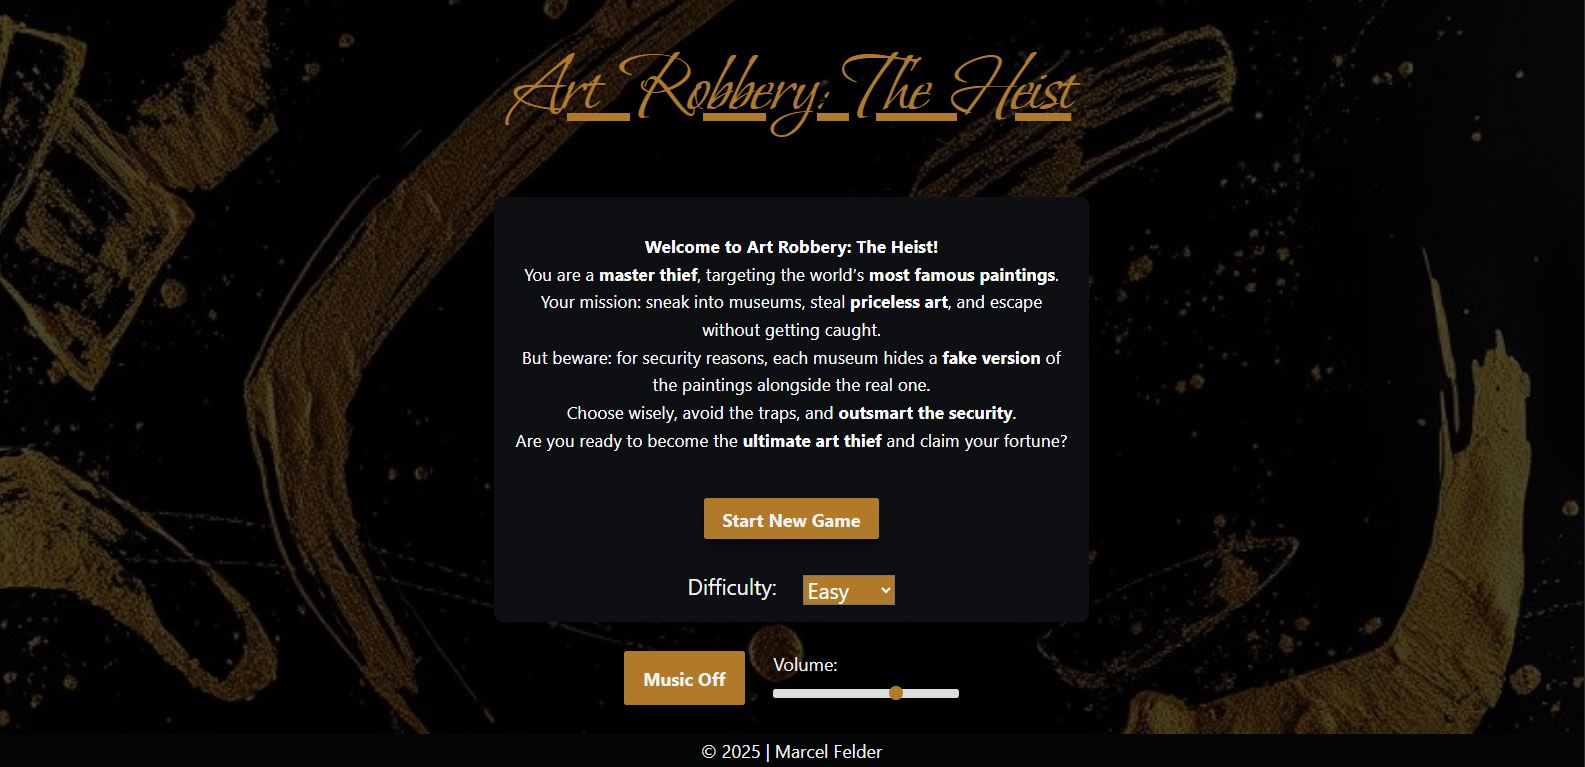 Art Robbery: The Heist
Welcome to Art Robbery: The Heist!
You are a master thief, targeting the world’s most famous paintings.
Your mission: sneak into museums, steal priceless art, and escape
without getting caught.
But beware: for security reasons, each museum hides a fake version of
the paintings alongside the real one.
Choose wisely, avoid the traps, and outsmart the security.
Are you ready to become the ultimate art thief and claim your fortune?
Start New Game
Difficulty: Easy
Music Off
Volume:
© 2025 | Marcel Felder